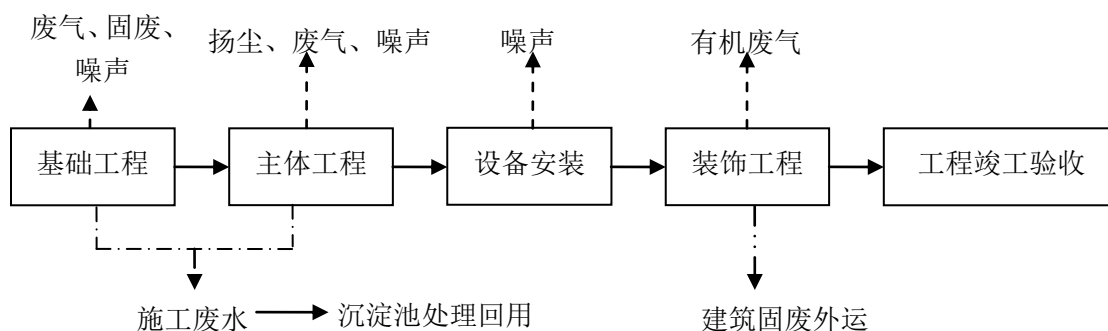 废气、固废、
噪声
扬尘、废气、噪声
噪声
有机废气
基础工程
主体工程
设备安装
装饰工程
工程竣工验收
施工废水
沉淀池处理回用
建筑固废外运